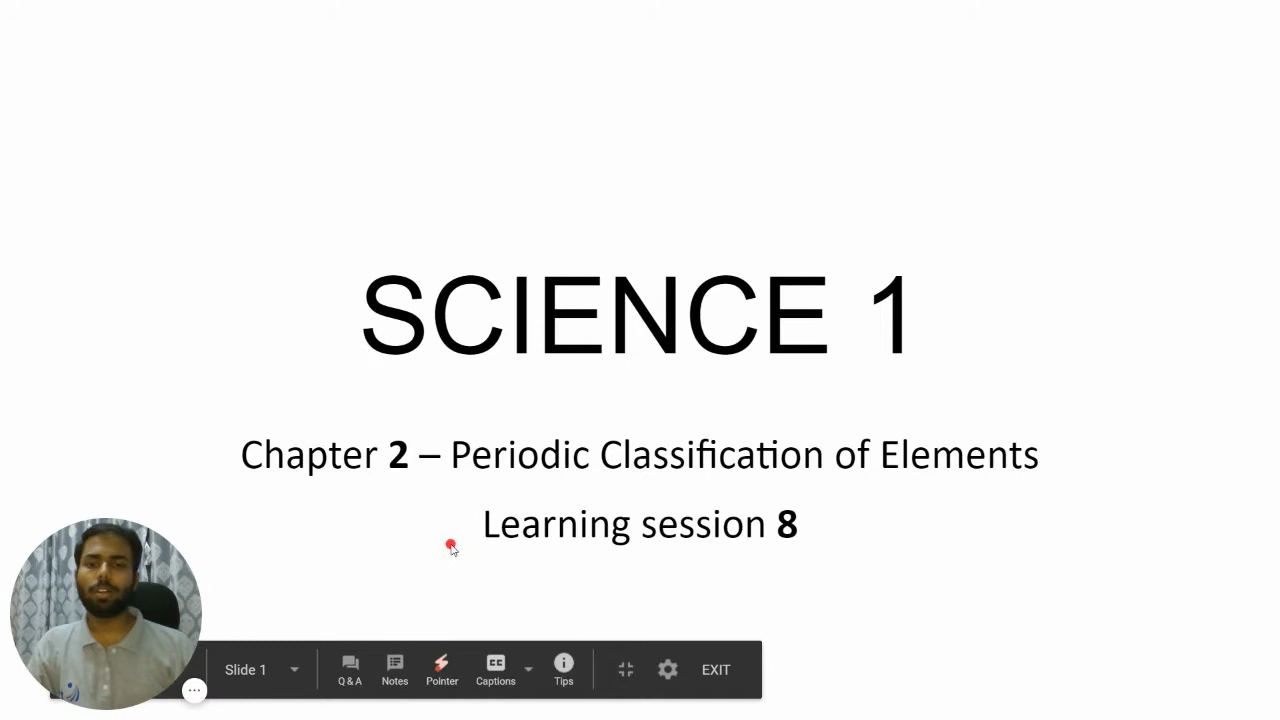 SCIENCE 1
Chapter 2 – Periodic Classification of Elements
Learning session 8
Slide 1
Q & A
Notes
Pointer
Captions
Tips
EXIT